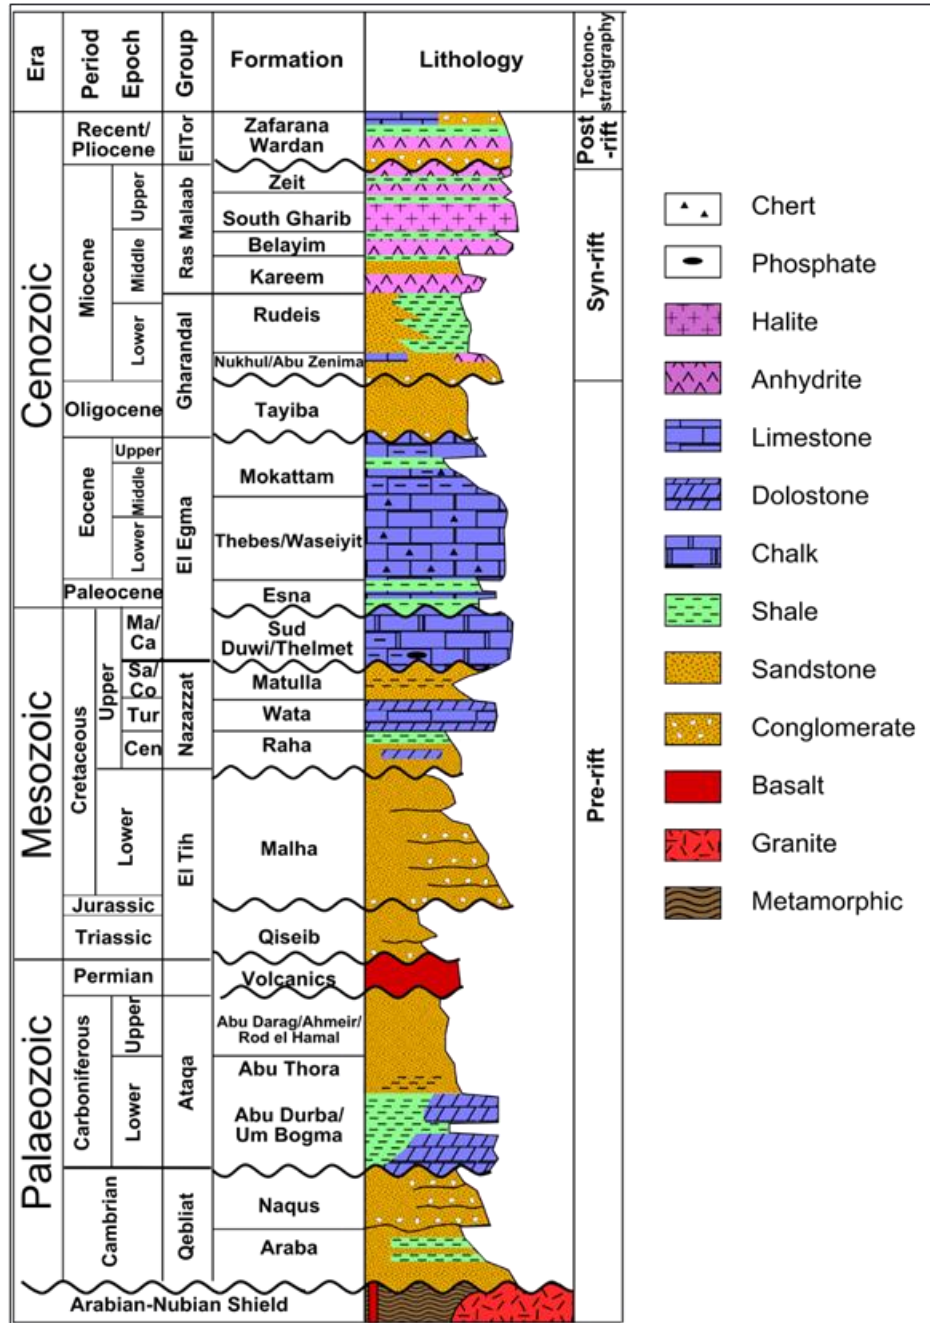 Era
Period
Epoch
Group
Formation
Lithology
Tectono-
stratigraphy
Recent/
Pliocene
El Tor
Zafarana
Wardan
Post
-rift
Cenozoic
Miocene
Upper
Middle
Lower
Ras Malaab
Zeit
South Gharib
Belayim
Kareem
Syn-rift
Gharandal
Rudeis
Nukhul/Abu Zenima
Oligocene
Tayiba
Eocene
Upper
Middle
Lower
El Egma
Mokattam
Thebes/Waseiyit
Paleocene
Esna
Mesozoic
Cretaceous
Upper
Ma/
Ca
Sud
Duwi/Thelmet
Sa/
Co
Tur
Cen
Nazazzat
Matulla
Wata
Raha
Pre-rift
Lower
El Tih
Malha
Jurassic
Triassic
Qiseib
Palaeozoic
Permian
Volcanics
Carboniferous
Upper
Lower
Ataqa
Abu Darag/Ahmeir/
Rod el Hamal
Abu Thora
Abu Durba/
Um Bogma
Cambrian
Qebliat
Naqus
Araba
Arabian-Nubian Shield
Chert
Phosphate
Halite
Anhydrite
Limestone
Dolostone
Chalk
Shale
Sandstone
Conglomerate
Basalt
Granite
Metamorphic